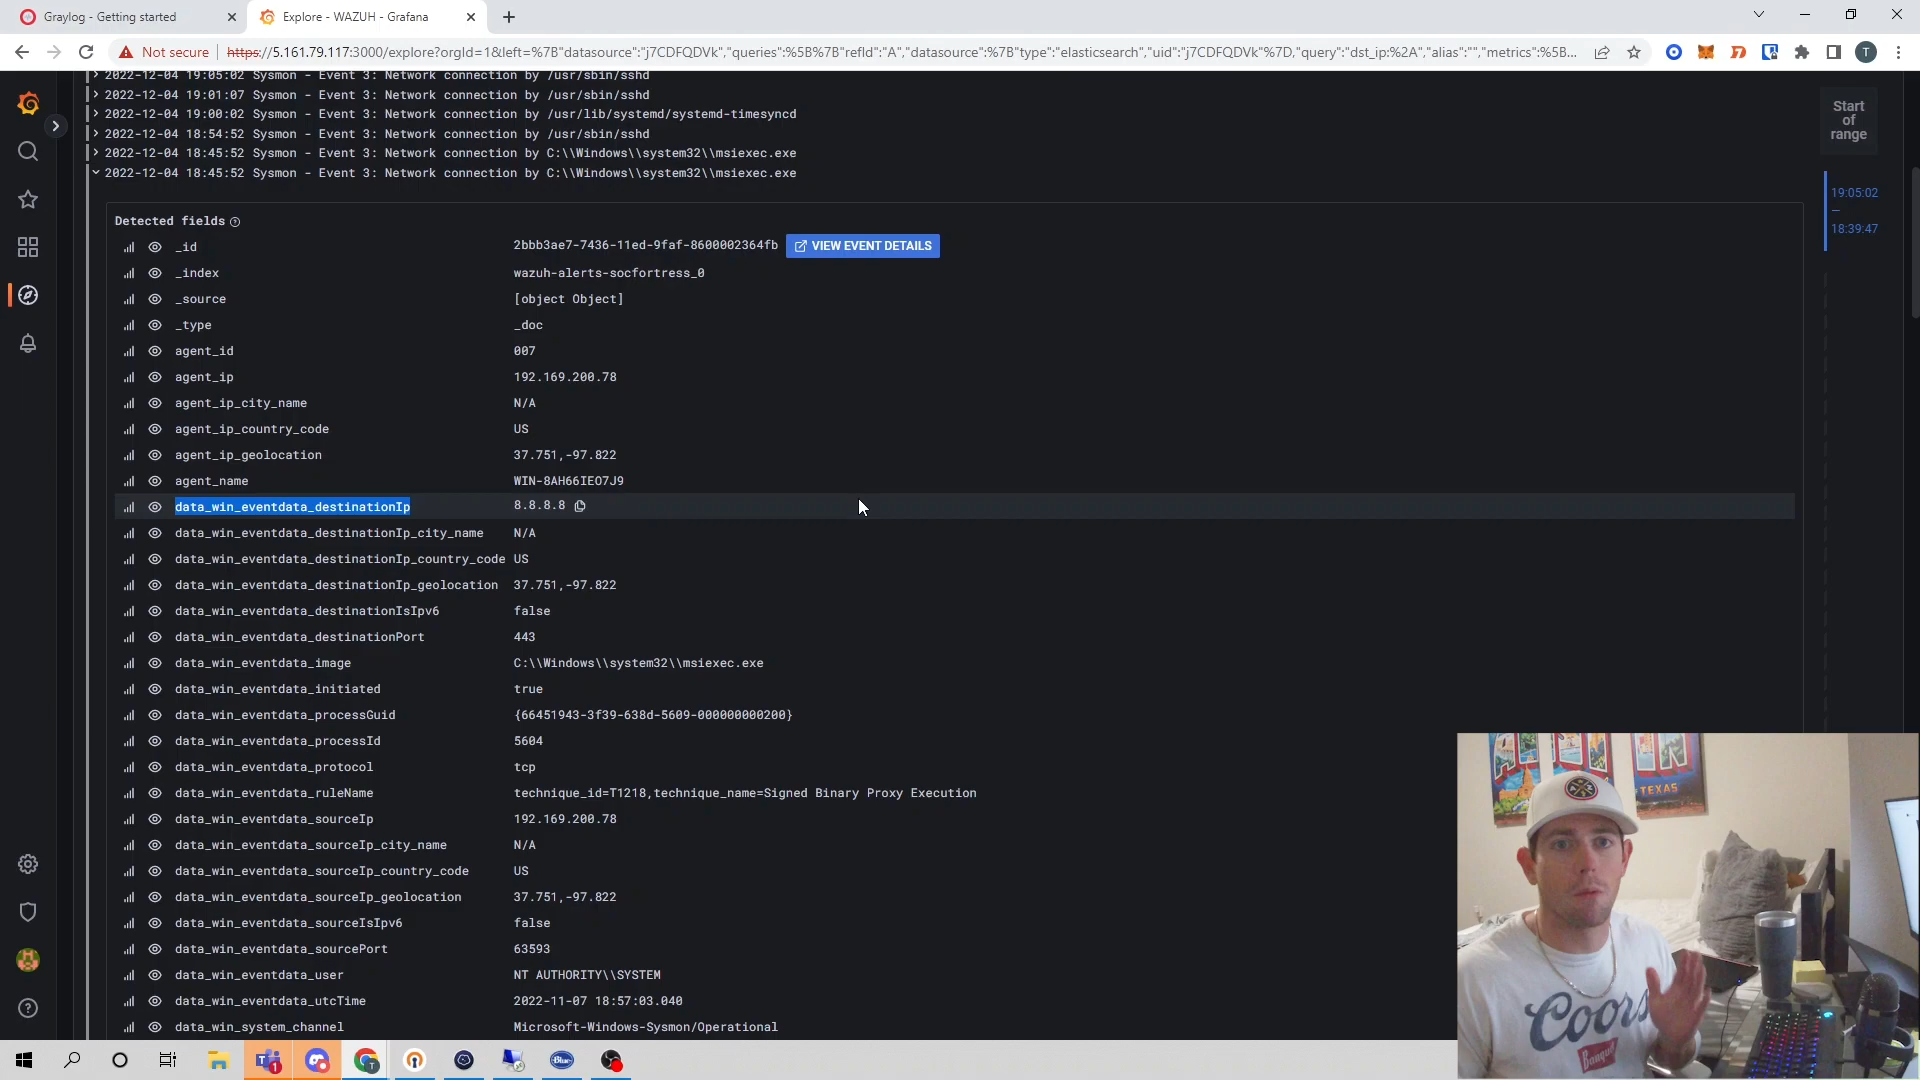 Graylog - Getting started
Explore - WAZUH - Grafana
Not secure
https://5.161.79.117:3000/explore?orgId=1&left=%7B"datasource":"j7CDFQDVk","queries":%5B%7B"refId":"A","datasource":%7B"type":"elasticsearch","uid":"j7CDFQDVk"%7D,"query":"dst_ip:%2A","alias":"","metrics":%5B...
T
2022-12-04 19:05:02 Sysmon - Event 3: Network connection by /usr/sbin/sshd
2022-12-04 19:01:07 Sysmon - Event 3: Network connection by /usr/sbin/sshd
2022-12-04 19:00:02 Sysmon - Event 3: Network connection by /usr/lib/systemd/systemd-timesyncd
2022-12-04 18:54:52 Sysmon - Event 3: Network connection by /usr/sbin/sshd
2022-12-04 18:45:52 Sysmon - Event 3: Network connection by C:\\Windows\\system32\\msiexec.exe
2022-12-04 18:45:52 Sysmon - Event 3: Network connection by C:\\Windows\\system32\\msiexec.exe
Start
of
range
19:05:02
—
18:39:47
Detected fields
_id 2bbb3ae7-7436-11ed-9faf-8600002364fb VIEW EVENT DETAILS
_index wazuh-alerts-socfortress_0
_source [object Object]
_type _doc
agent_id 007
agent_ip 192.169.200.78
agent_ip_city_name N/A
agent_ip_country_code US
agent_ip_geolocation 37.751,-97.822
agent_name WIN-8AH66IEO7J9
data_win_eventdata_destinationIp 8.8.8.8
data_win_eventdata_destinationIp_city_name N/A
data_win_eventdata_destinationIp_country_code US
data_win_eventdata_destinationIp_geolocation 37.751,-97.822
data_win_eventdata_destinationIsIpv6 false
data_win_eventdata_destinationPort 443
data_win_eventdata_image C:\\Windows\\system32\\msiexec.exe
data_win_eventdata_initiated true
data_win_eventdata_processGuid {66451943-3f39-638d-5609-000000000200}
data_win_eventdata_processId 5604
data_win_eventdata_protocol tcp
data_win_eventdata_ruleName technique_id=T1218,technique_name=Signed Binary Proxy Execution
data_win_eventdata_sourceIp 192.169.200.78
data_win_eventdata_sourceIp_city_name N/A
data_win_eventdata_sourceIp_country_code US
data_win_eventdata_sourceIp_geolocation 37.751,-97.822
data_win_eventdata_sourceIsIpv6 false
data_win_eventdata_sourcePort 63593
data_win_eventdata_user NT AUTHORITY\\SYSTEM
data_win_eventdata_utcTime 2022-11-07 18:57:03.040
data_win_system_channel Microsoft-Windows-Sysmon/Operational
TEXAS
Coors
Banquet
1
T
Blue